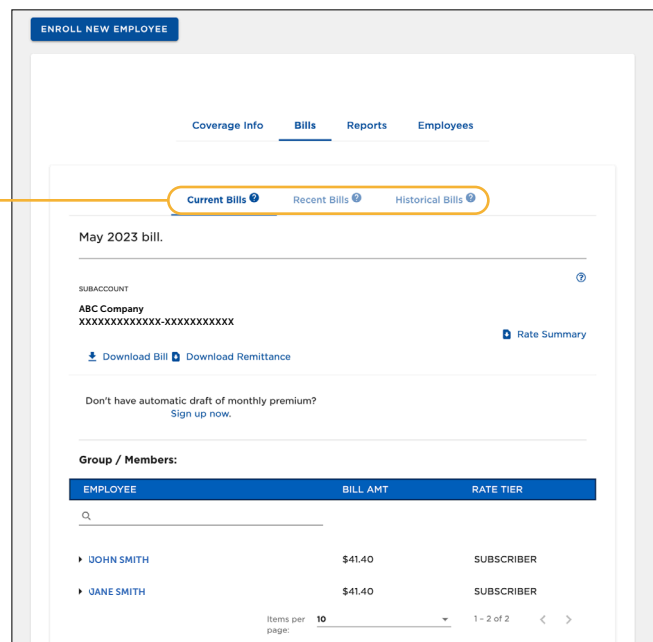 ENROLL NEW EMPLOYEE
Coverage Info Bills Reports Employees
Current Bills ? Recent Bills ? Historical Bills ?
May 2023 bill.
?
SUBACCOUNT
ABC Company
XXXXXXXXXXXXX-XXXXXXXXXXX
Rate Summary
Download Bill Download Remittance
Don't have automatic draft of monthly premium?
Sign up now.
Group / Members:
EMPLOYEE BILL AMT RATE TIER
JOHN SMITH $41.40 SUBSCRIBER
JANE SMITH $41.40 SUBSCRIBER
Items per page: 10 1 – 2 of 2